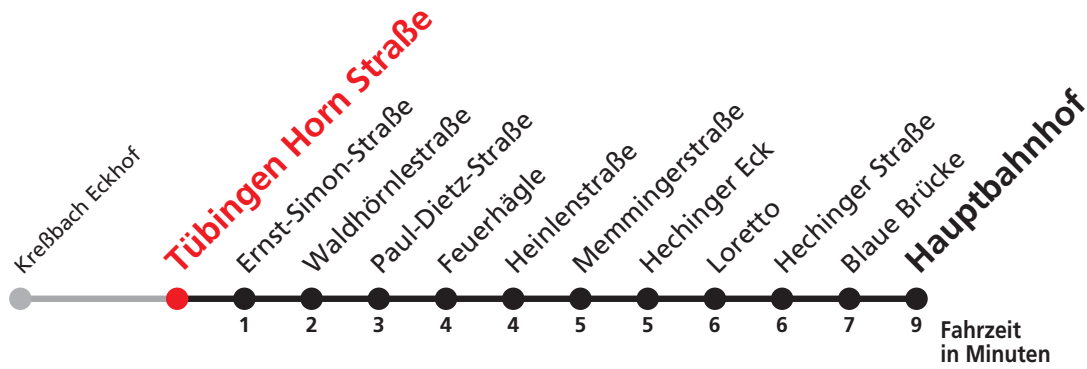 Kreßbach Eckhof
Tübingen Horn Straße
Ernst-Simon-Straße
Waldhörnlestraße
Paul-Dietz-Straße
Feuerhägle
Heinlenstraße
Memmingerstraße
Hechinger Eck
Loretto
Hechinger Straße
Blaue Brücke
Hauptbahnhof
1 2 3 4 4 5 5 6 6 7 9
Fahrzeit
in Minuten